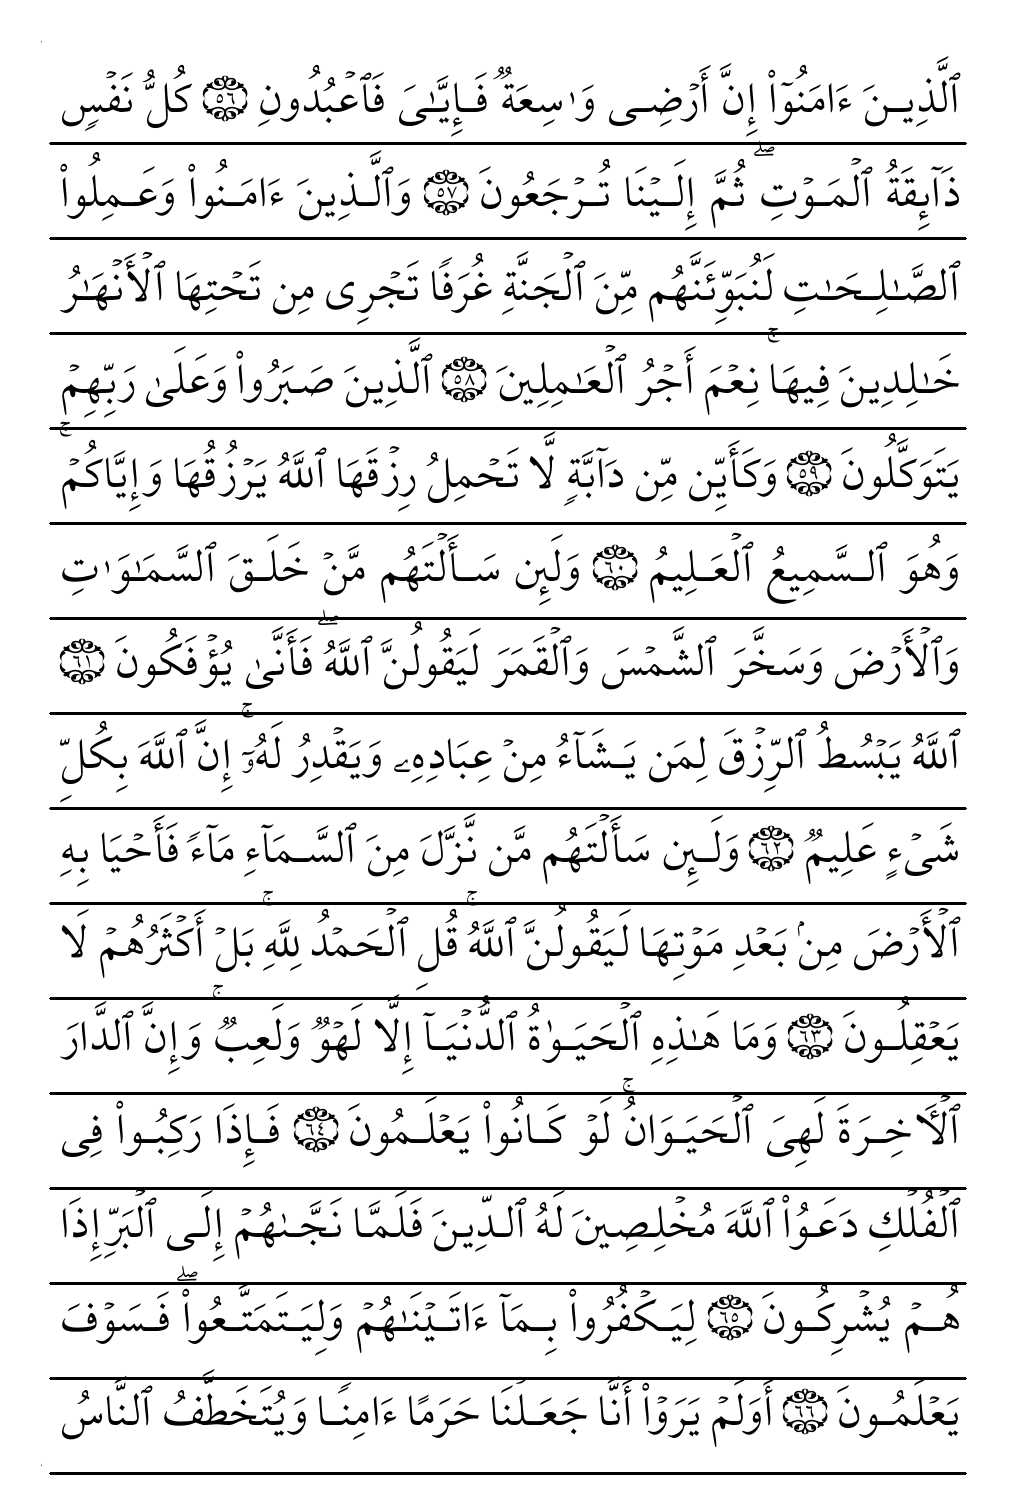 ٱلَّذِينَ ءَامَنُوٓاْ إِنَّ أَرۡضِى وَٰسِعَةٌ فَإِيَّٰىَ فَٱعۡبُدُونِ ٥٦ كُلُّ نَفۡسٍ
ذَآئِقَةُ ٱلۡمَوۡتِۖ ثُمَّ إِلَيۡنَا تُرۡجَعُونَ ٥٧ وَٱلَّذِينَ ءَامَنُواْ وَعَمِلُواْ
ٱلصَّٰلِحَٰتِ لَنُبَوِّئَنَّهُم مِّنَ ٱلۡجَنَّةِ غُرَفًا تَجۡرِى مِن تَحۡتِهَا ٱلۡأَنۡهَٰرُ
خَٰلِدِينَ فِيهَاۚ نِعۡمَ أَجۡرُ ٱلۡعَٰمِلِينَ ٥٨ ٱلَّذِينَ صَبَرُواْ وَعَلَىٰ رَبِّهِمۡ
يَتَوَكَّلُونَ ٥٩ وَكَأَيِّن مِّن دَآبَّةٍ لَّا تَحۡمِلُ رِزۡقَهَا ٱللَّهُ يَرۡزُقُهَا وَإِيَّاكُمۡۚ
وَهُوَ ٱلسَّمِيعُ ٱلۡعَلِيمُ ٦٠ وَلَئِن سَأَلۡتَهُم مَّنۡ خَلَقَ ٱلسَّمَٰوَٰتِ
وَٱلۡأَرۡضَ وَسَخَّرَ ٱلشَّمۡسَ وَٱلۡقَمَرَ لَيَقُولُنَّ ٱللَّهُۖ فَأَنَّىٰ يُؤۡفَكُونَ ٦١
ٱللَّهُ يَبۡسُطُ ٱلرِّزۡقَ لِمَن يَشَآءُ مِنۡ عِبَادِهِۦ وَيَقۡدِرُ لَهُۥٓۚ إِنَّ ٱللَّهَ بِكُلِّ
شَىۡءٍ عَلِيمٌ ٦٢ وَلَئِن سَأَلۡتَهُم مَّن نَّزَّلَ مِنَ ٱلسَّمَآءِ مَآءً فَأَحۡيَا بِهِ
ٱلۡأَرۡضَ مِنۢ بَعۡدِ مَوۡتِهَا لَيَقُولُنَّ ٱللَّهُۚ قُلِ ٱلۡحَمۡدُ لِلَّهِۚ بَلۡ أَكۡثَرُهُمۡ لَا
يَعۡقِلُونَ ٦٣ وَمَا هَٰذِهِ ٱلۡحَيَوٰةُ ٱلدُّنۡيَآ إِلَّا لَهۡوٌ وَلَعِبٌۚ وَإِنَّ ٱلدَّارَ
ٱلۡأٓخِرَةَ لَهِىَ ٱلۡحَيَوَانُۚ لَوۡ كَانُواْ يَعۡلَمُونَ ٦٤ فَإِذَا رَكِبُواْ فِى
ٱلۡفُلۡكِ دَعَوُاْ ٱللَّهَ مُخۡلِصِينَ لَهُ ٱلدِّينَ فَلَمَّا نَجَّىٰهُمۡ إِلَى ٱلۡبَرِّ إِذَا
هُمۡ يُشۡرِكُونَ ٦٥ لِيَكۡفُرُواْ بِمَآ ءَاتَيۡنَٰهُمۡ وَلِيَتَمَتَّعُواْۖ فَسَوۡفَ
يَعۡلَمُونَ ٦٦ أَوَلَمۡ يَرَوۡاْ أَنَّا جَعَلۡنَا حَرَمًا ءَامِنًا وَيُتَخَطَّفُ ٱلنَّاسُ